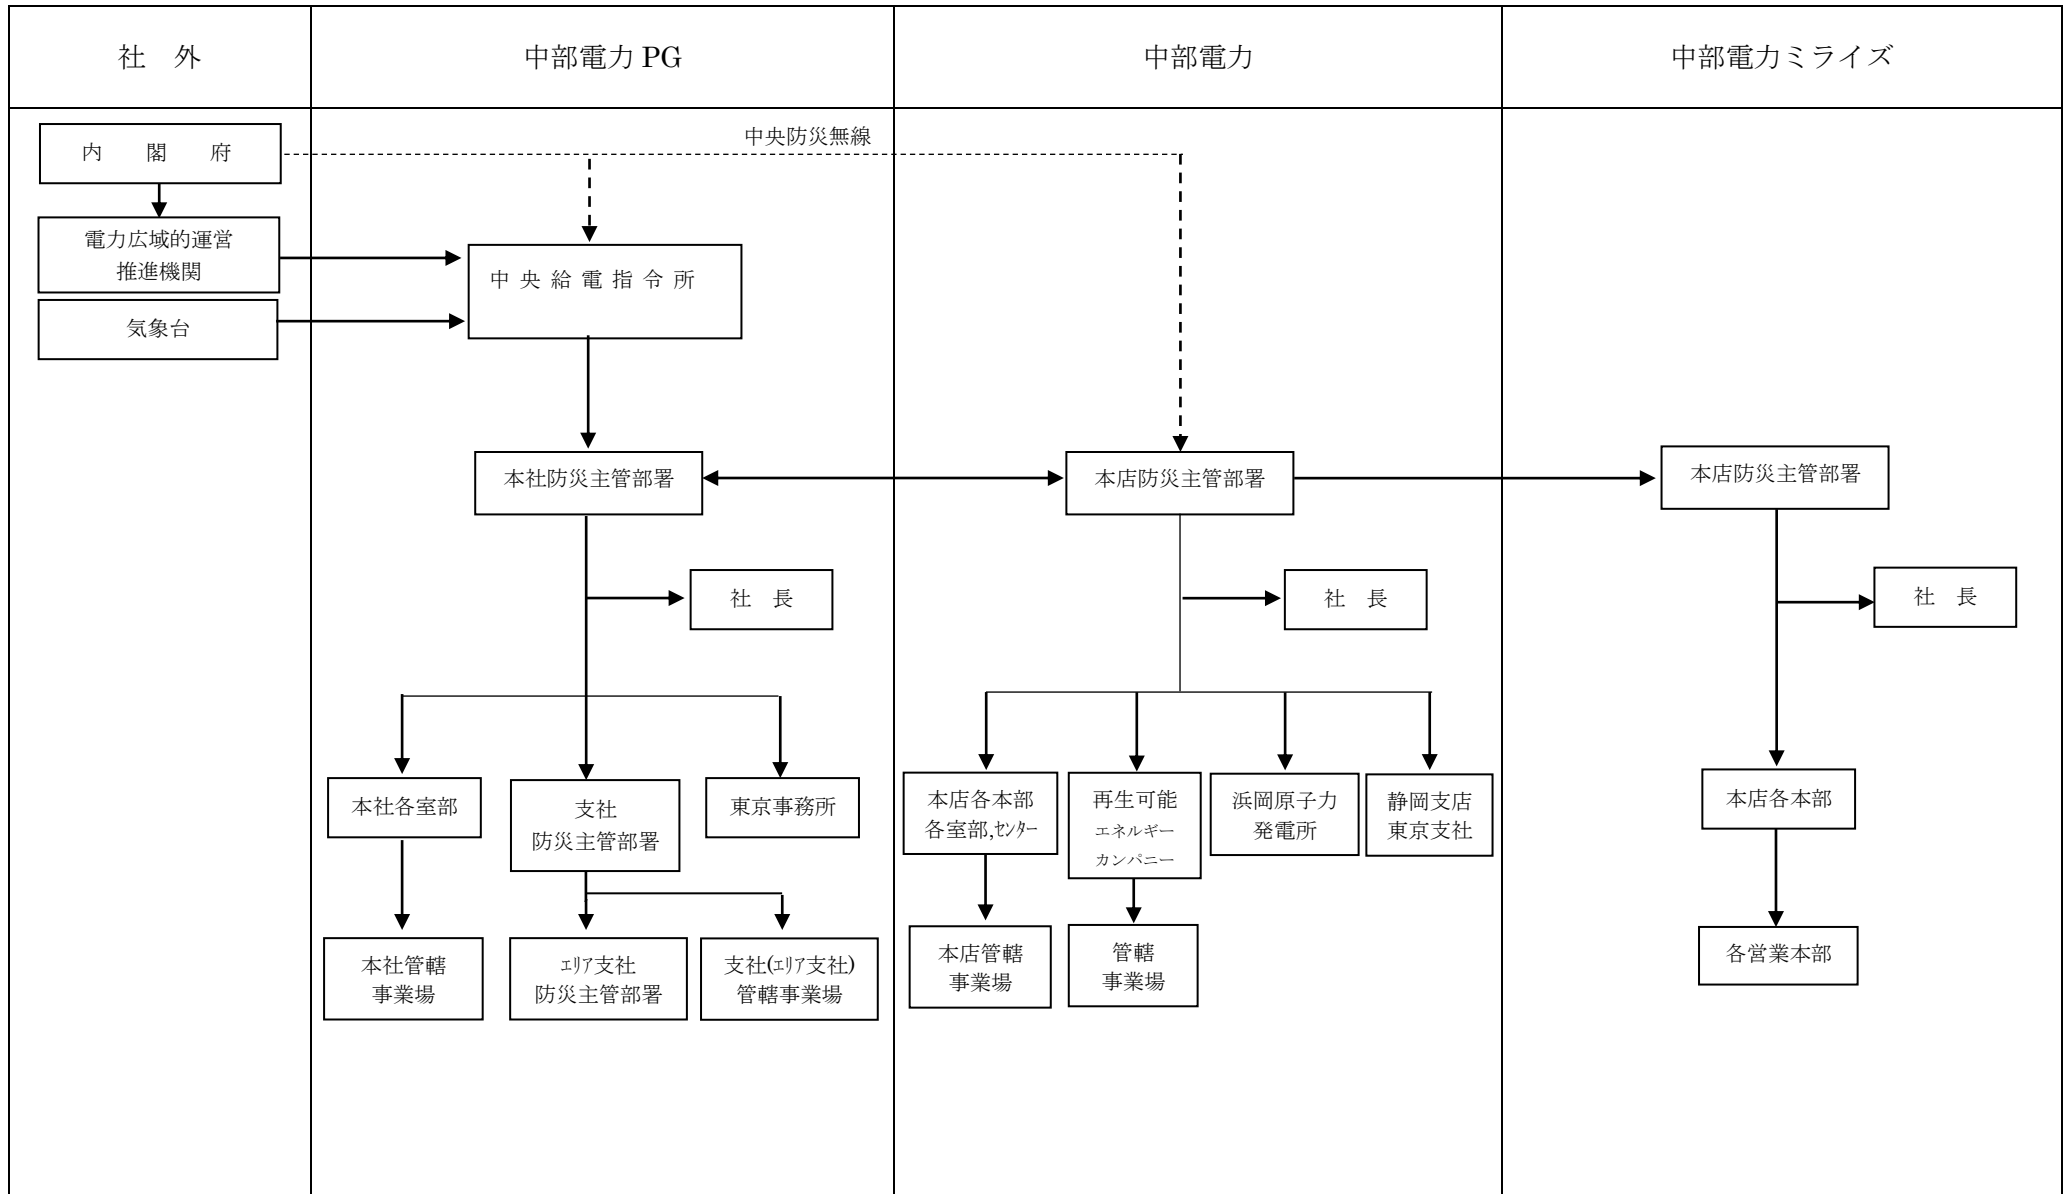 社　外
中部電力 PG
中部電力
中部電力ミライズ
中央防災無線
内　閣　府
電力広域的運営
推進機関
気象台
中央給電指令所
本社防災主管部署
本店防災主管部署
本店防災主管部署
社　長
社　長
社　長
本社各室部
支社
防災主管部署
東京事務所
本店各本部
各室部,ｾﾝﾀｰ
再生可能
エネルギー
カンパニー
浜岡原子力
発電所
静岡支店
東京支社
本店各本部
本社管轄
事業場
ｴﾘｱ支社
防災主管部署
支社(ｴﾘｱ支社)
管轄事業場
本店管轄
事業場
管轄
事業場
各営業本部